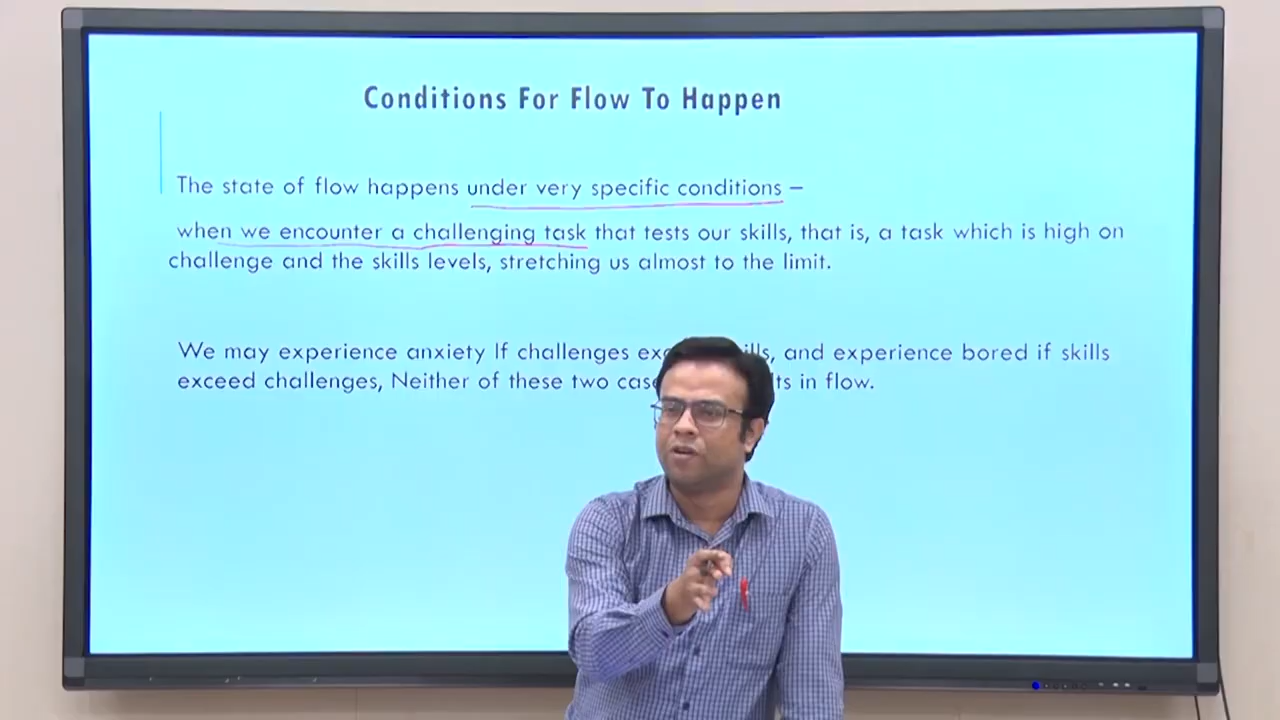 Conditions For Flow To Happen
The state of flow happens under very specific conditions –
when we encounter a challenging task that tests our skills, that is, a task which is high on
challenge and the skills levels, stretching us almost to the limit.
We may experience anxiety If challenges and experience bored if skills
exceed challenges, Neither of these two in flow.